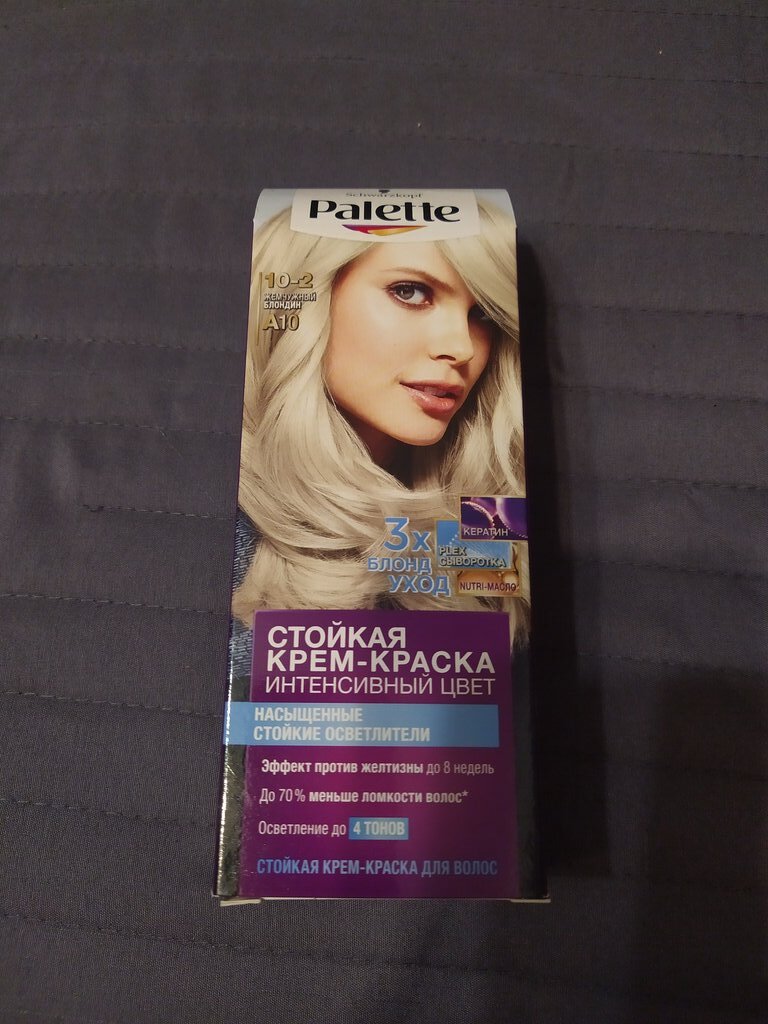 Schwarzkopf
Palette
10-2
ЖЕМЧУЖНЫЙ
БЛОНДИН
A10
3x
БЛОНД
УХОД
КЕРАТИН
PLEX
СЫВОРОТКА
NUTRI-МАСЛО
СТОЙКАЯ
КРЕМ-КРАСКА
ИНТЕНСИВНЫЙ ЦВЕТ
НАСЫЩЕННЫЕ
СТОЙКИЕ ОСВЕТЛИТЕЛИ
Эффект против желтизны до 8 недель
До 70% меньше ломкости волос*
Осветление до 4 ТОНОВ
СТОЙКАЯ КРЕМ-КРАСКА ДЛЯ ВОЛОС